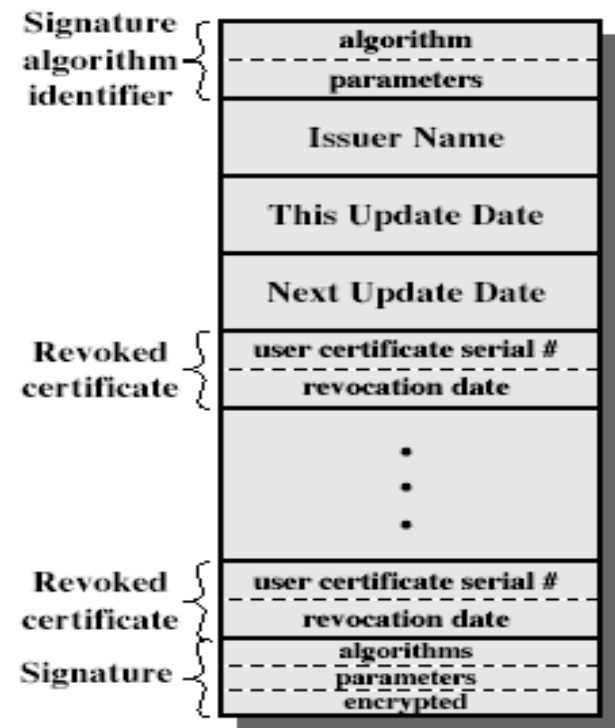 Signature
algorithm
identifier
algorithm
parameters
Issuer Name
This Update Date
Next Update Date
Revoked
certificate
user certificate serial #
revocation date
Revoked
certificate
user certificate serial #
revocation date
Signature
algorithms
parameters
encrypted